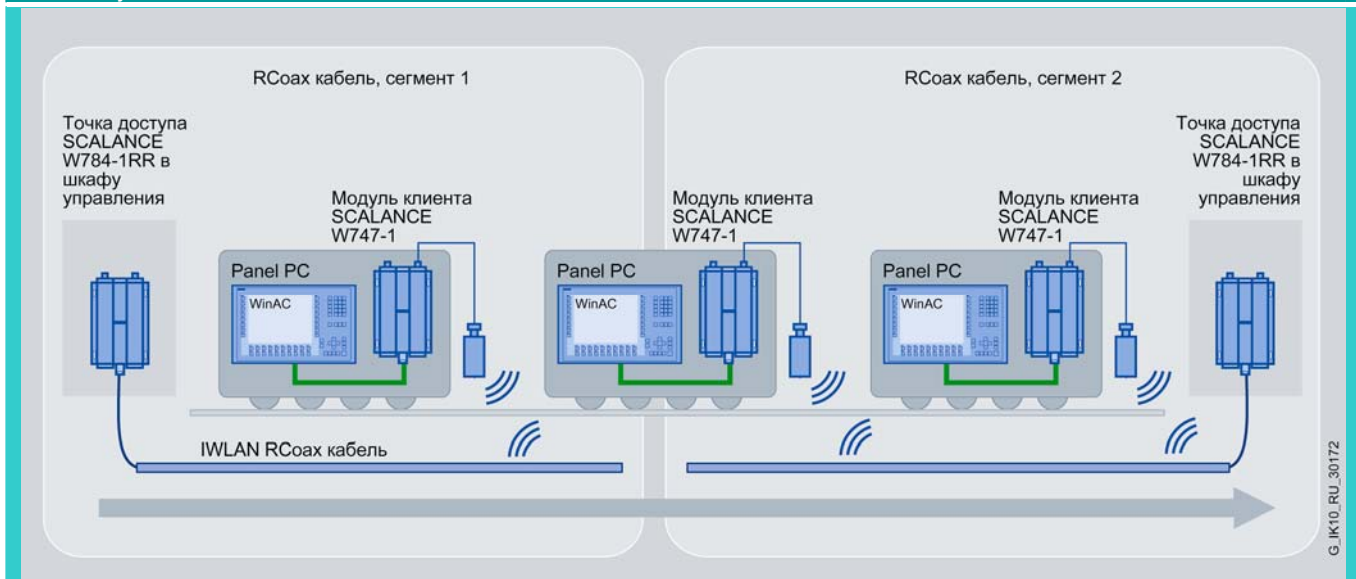 RCoax кабель, сегмент 1
RCoax кабель, сегмент 2
Точка доступа
SCALANCE
W784-1RR в
шкафу
управления
Точка доступа
SCALANCE
W784-1RR в
шкафу
управления
Модуль клиента
SCALANCE
W747-1
Модуль клиента
SCALANCE
W747-1
Модуль клиента
SCALANCE
W747-1
Panel PC
WinAC
Panel PC
WinAC
Panel PC
WinAC
IWLAN RCoax кабель
G_IK10_RU_30172